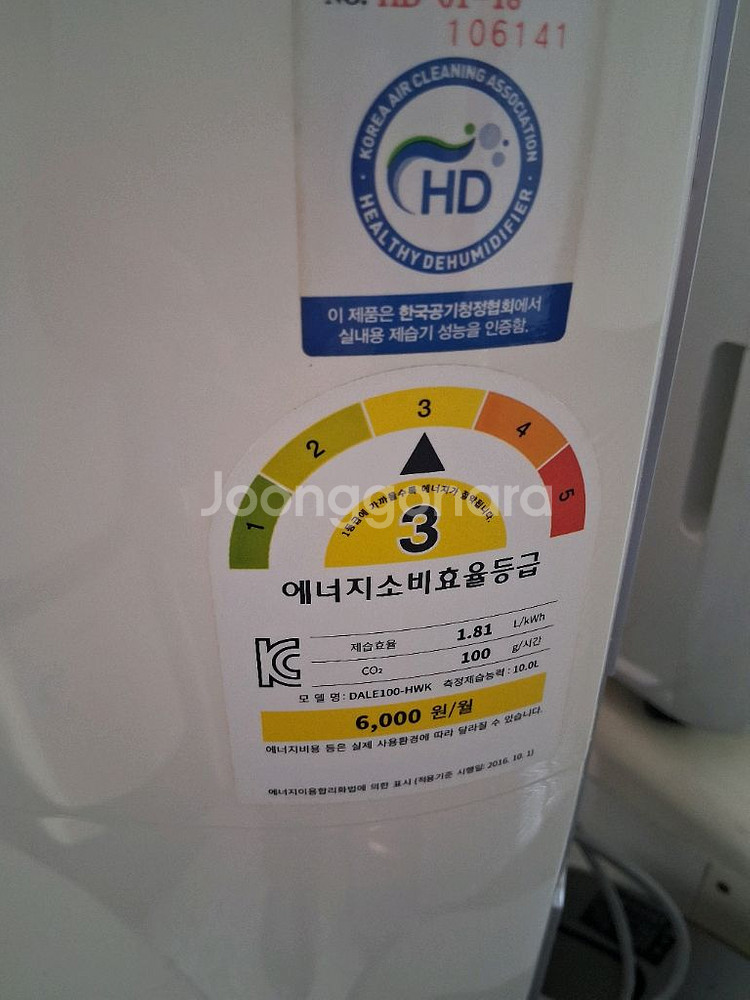 NO. HD-01-18
106141
KOREA AIR CLEANING ASSOCIATION
HD
HEALTHY DEHUMIDIFIER
이 제품은 한국공기청정협회에서
실내용 제습기 성능을 인증함.
1 2 3 4 5
1등급에 가까울수록 에너지가 절약됩니다.
3
Joonggonara
에너지소비효율등급
제습효율 1.81 L/kWh
CO₂ 100 g/시간
모 델 명 : DALE100-HWK 측정제습능력 : 10.0L
6,000 원/월
에너지비용 등은 실제 사용환경에 따라 달라질 수 있습니다.
에너지이용합리화법에 의한 표시 (적용기준 시행일: 2016. 10. 1)